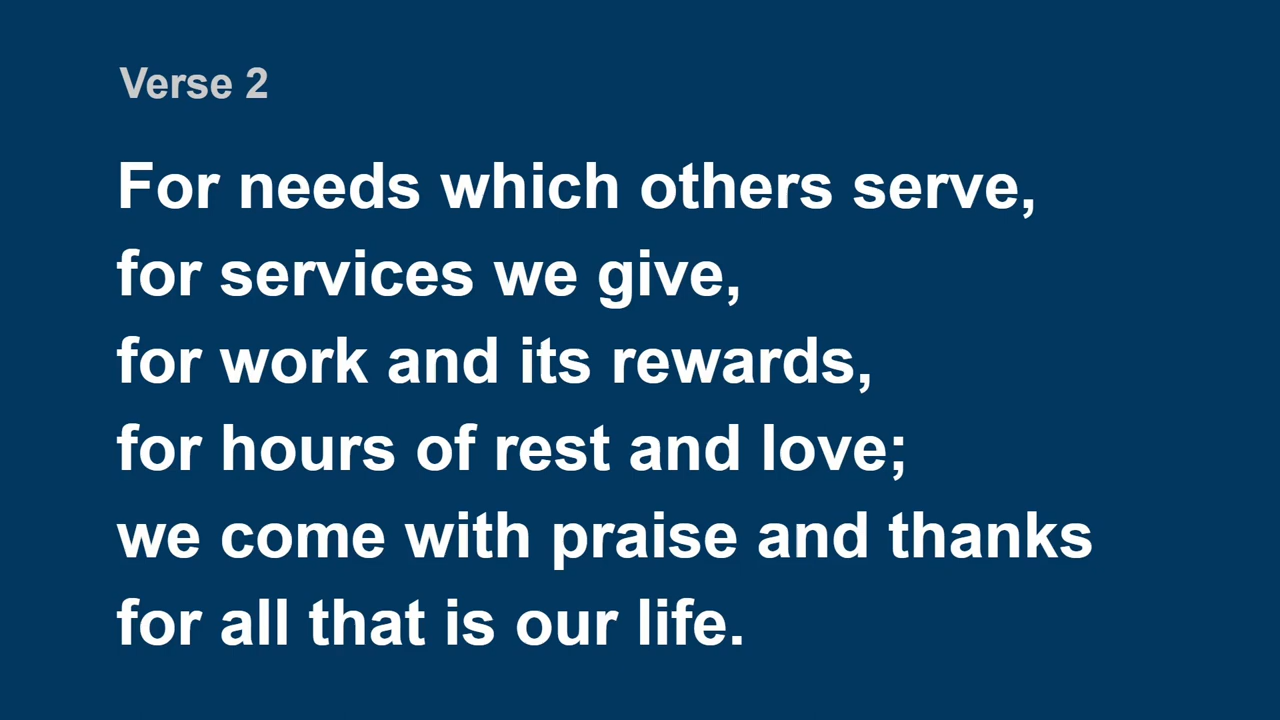 Verse 2
For needs which others serve,
for services we give,
for work and its rewards,
for hours of rest and love;
we come with praise and thanks
for all that is our life.